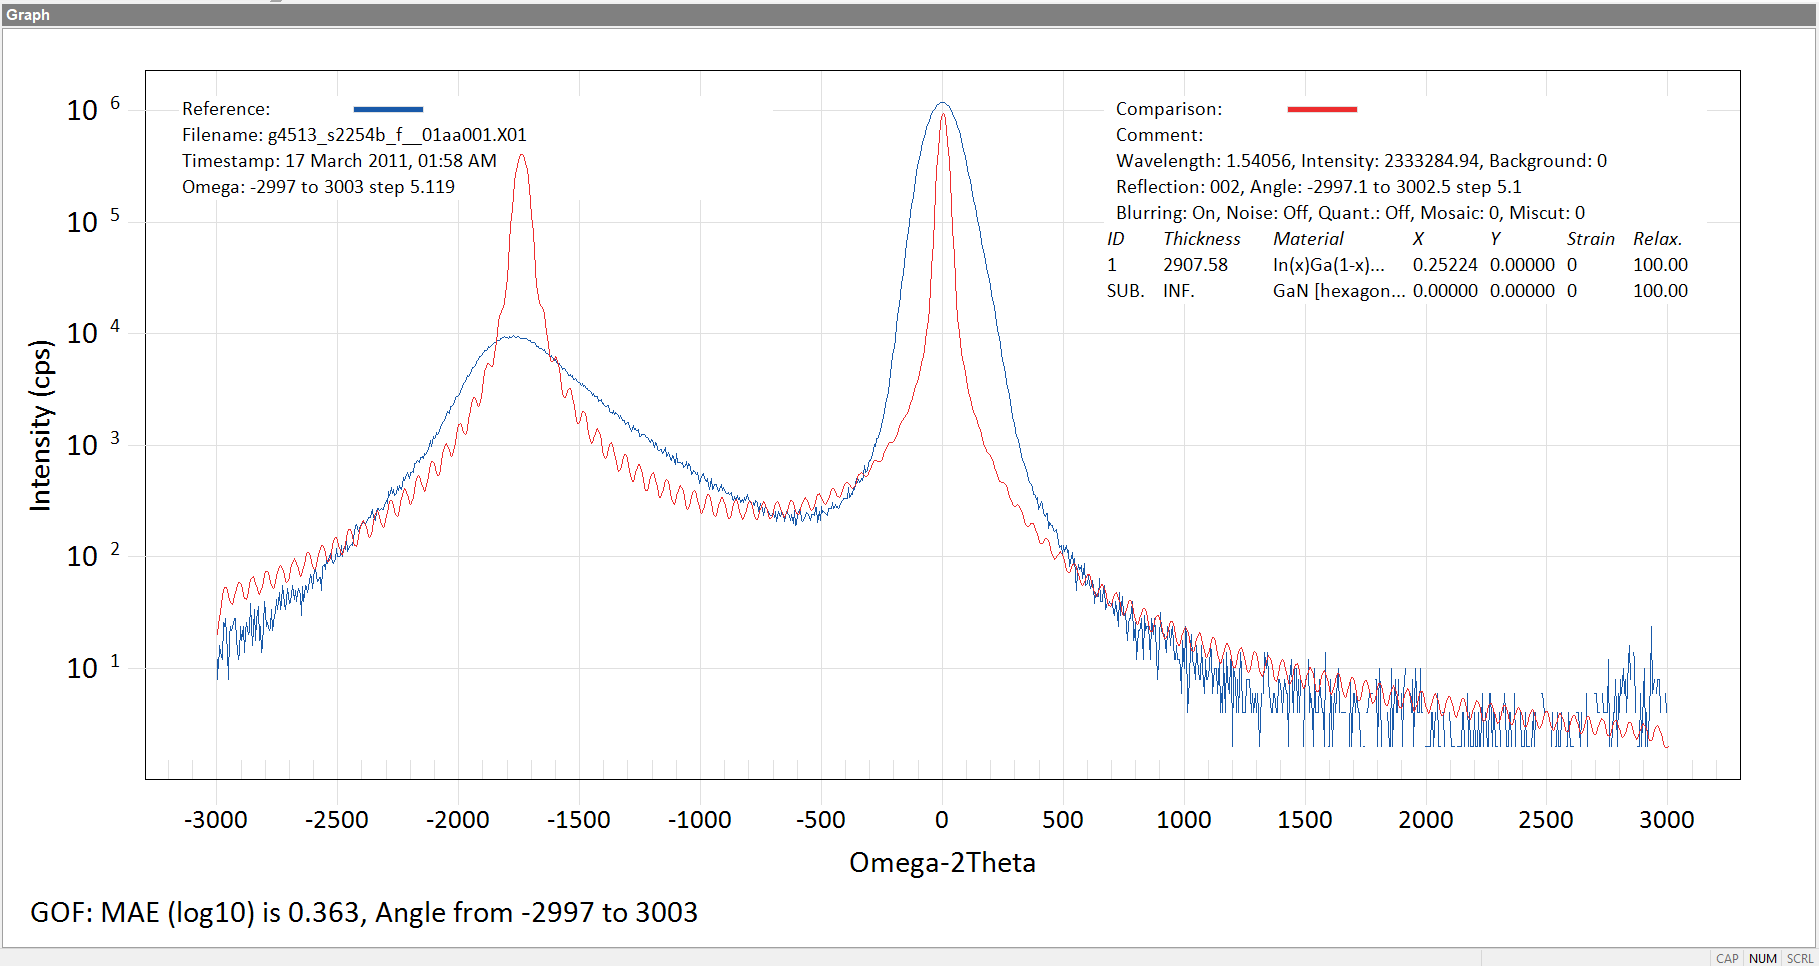 Graph
Reference:
Filename: g4513_s2254b_f__01aa001.X01
Timestamp: 17 March 2011, 01:58 AM
Omega: -2997 to 3003 step 5.119
Comparison:
Comment:
Wavelength: 1.54056, Intensity: 2333284.94, Background: 0
Reflection: 002, Angle: -2997.1 to 3002.5 step 5.1
Blurring: On, Noise: Off, Quant.: Off, Mosaic: 0, Miscut: 0
ID Thickness Material X Y Strain Relax.
1 2907.58 In(x)Ga(1-x)... 0.25224 0.00000 0 100.00
SUB. INF. GaN [hexagon... 0.00000 0.00000 0 100.00
10 6
10 5
10 4
10 3
10 2
10 1
Intensity (cps)
-3000 -2500 -2000 -1500 -1000 -500 0 500 1000 1500 2000 2500 3000
Omega-2Theta
GOF: MAE (log10) is 0.363, Angle from -2997 to 3003
CAP NUM SCRL